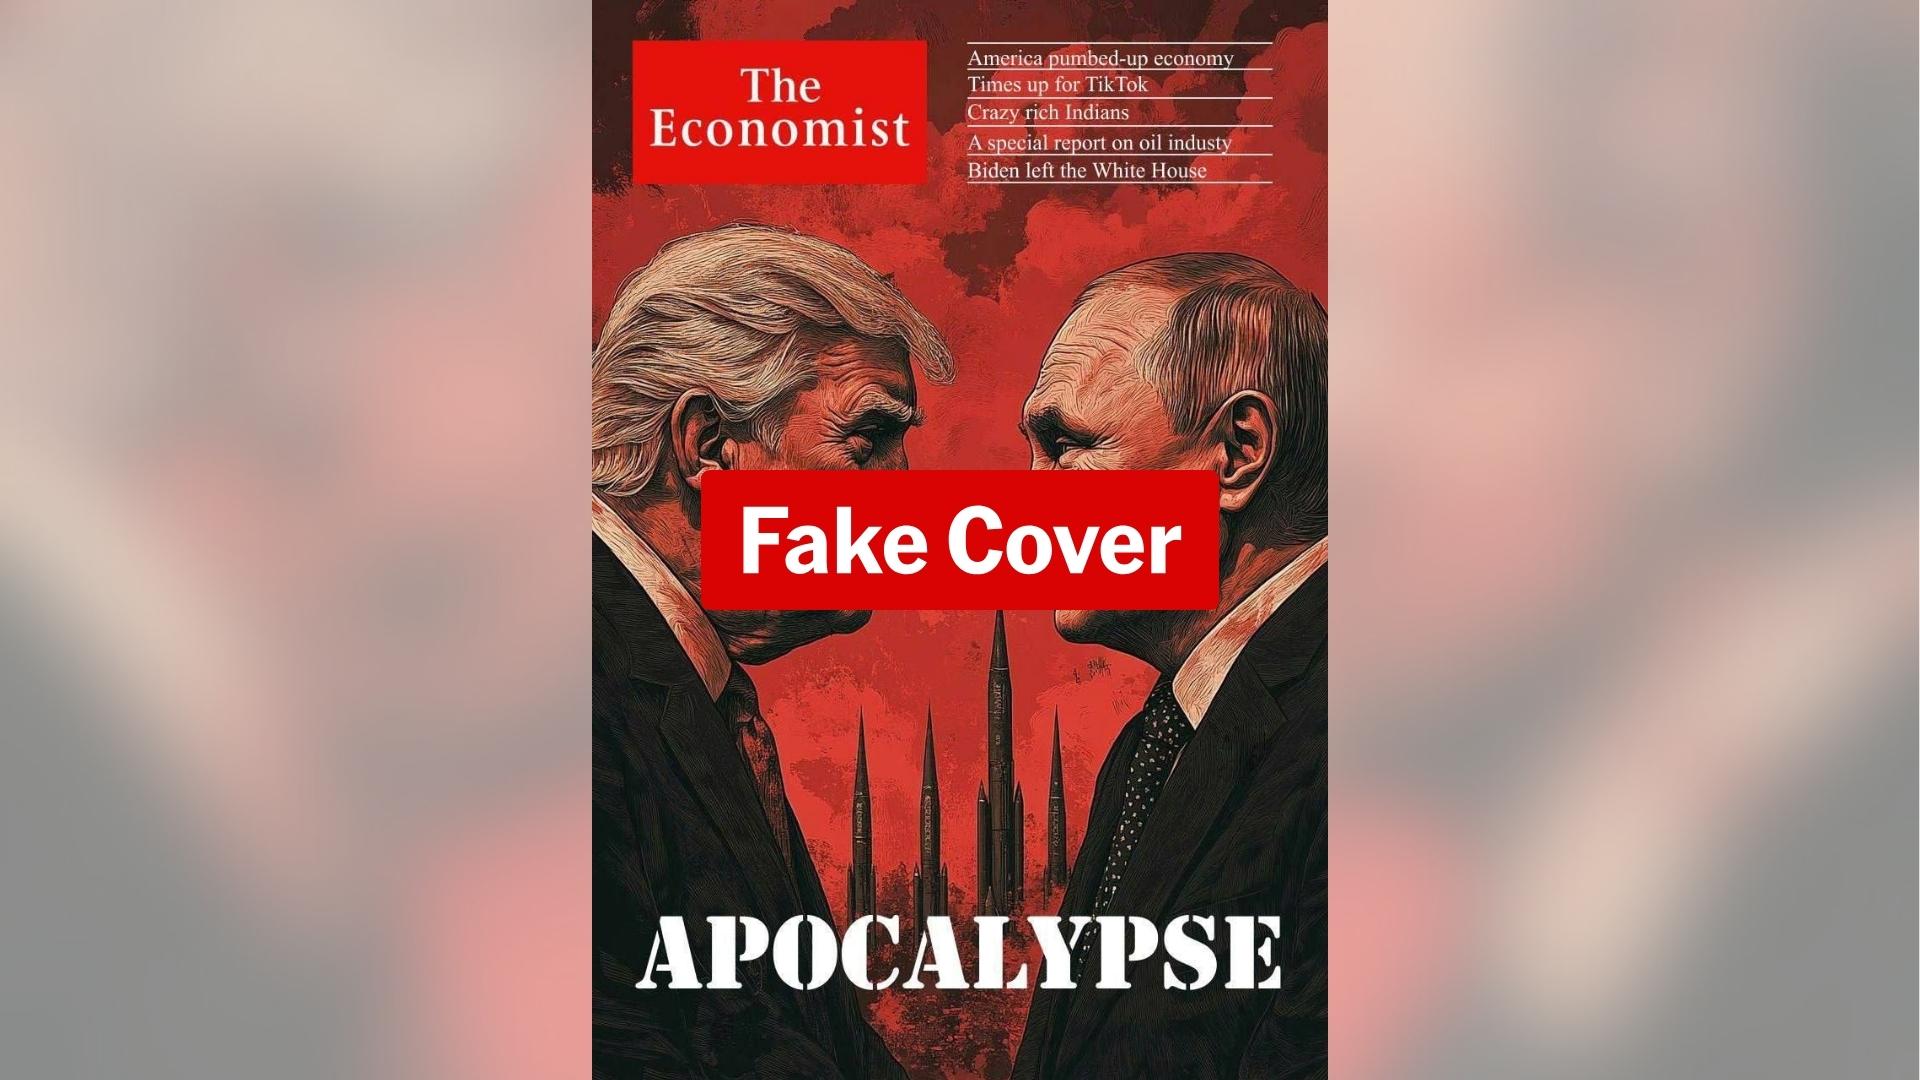 The
Economist
America pumbed-up economy
Times up for TikTok
Crazy rich Indians
A special report on oil industy
Biden left the White House
Fake Cover
APOCALYPSE